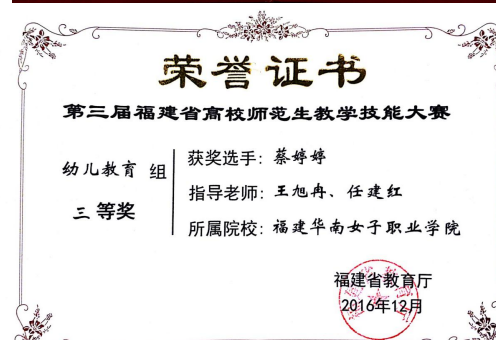 荣誉证书
第三届福建省高校师范生教学技能大赛
幼儿教育 组
三 等奖
获奖选手：蔡婷婷
指导老师：王旭冉、任建红
所属院校：福建华南女子职业学院
福建省教育厅
2016年12月